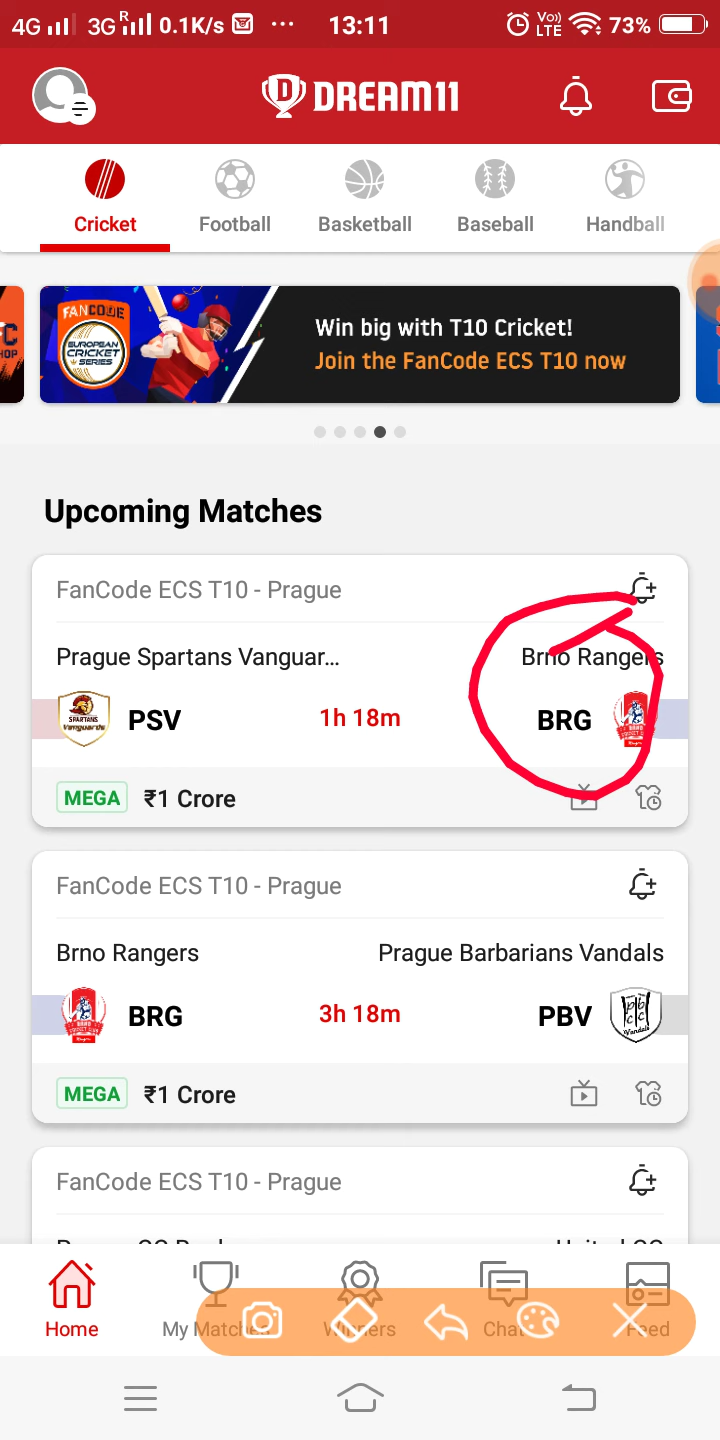 4G 3G R 0.1K/s ... 13:11 Vo)) LTE 73%
DREAM11
Cricket Football Basketball Baseball Handball
FANCODE
EUROPEAN
CRICKET
SERIES
Win big with T10 Cricket!
Join the FanCode ECS T10 now
Upcoming Matches
FanCode ECS T10 - Prague
Prague Spartans Vanguar... Brno Rangers
SPARTANS
Vanguards
PSV 1h 18m BRG
MEGA ₹1 Crore
FanCode ECS T10 - Prague
Brno Rangers Prague Barbarians Vandals
BRG 3h 18m PBV
Vandals
MEGA ₹1 Crore
FanCode ECS T10 - Prague
Home My Matches Winners Chat Feed